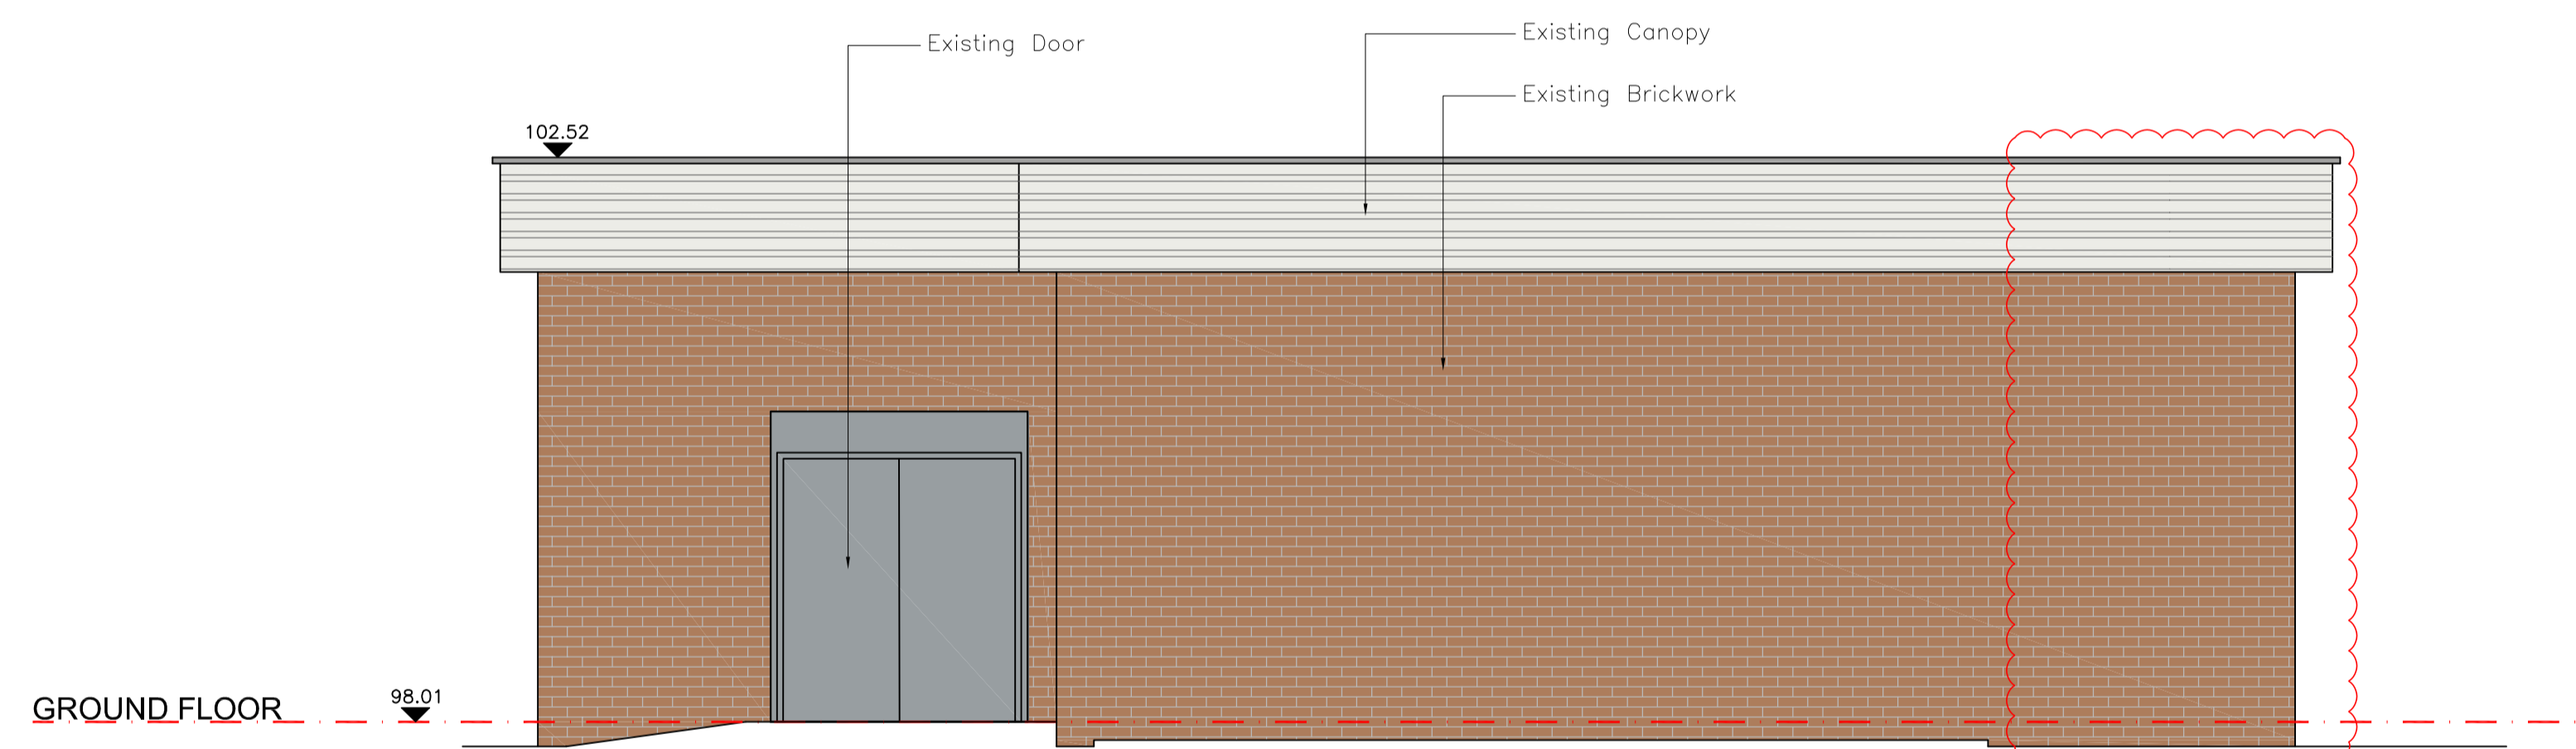 Existing Door
Existing Canopy
Existing Brickwork
102.52
98.01
GROUND FLOOR